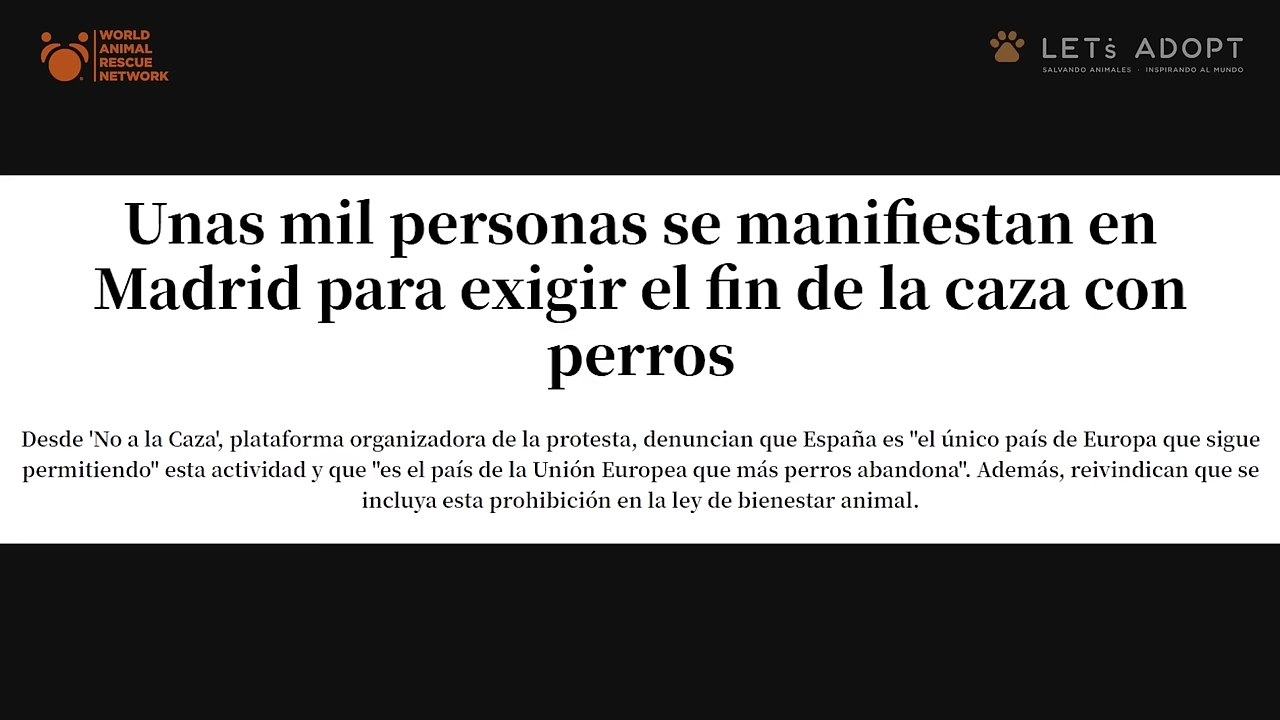 WORLD
ANIMAL
RESCUE
NETWORK
LET's ADOPT
SALVANDO ANIMALES · INSPIRANDO AL MUNDO
Unas mil personas se manifiestan en
Madrid para exigir el fin de la caza con
perros
Desde 'No a la Caza', plataforma organizadora de la protesta, denuncian que España es "el único país de Europa que sigue
permitiendo" esta actividad y que "es el país de la Unión Europea que más perros abandona". Además, reivindican que se
incluya esta prohibición en la ley de bienestar animal.